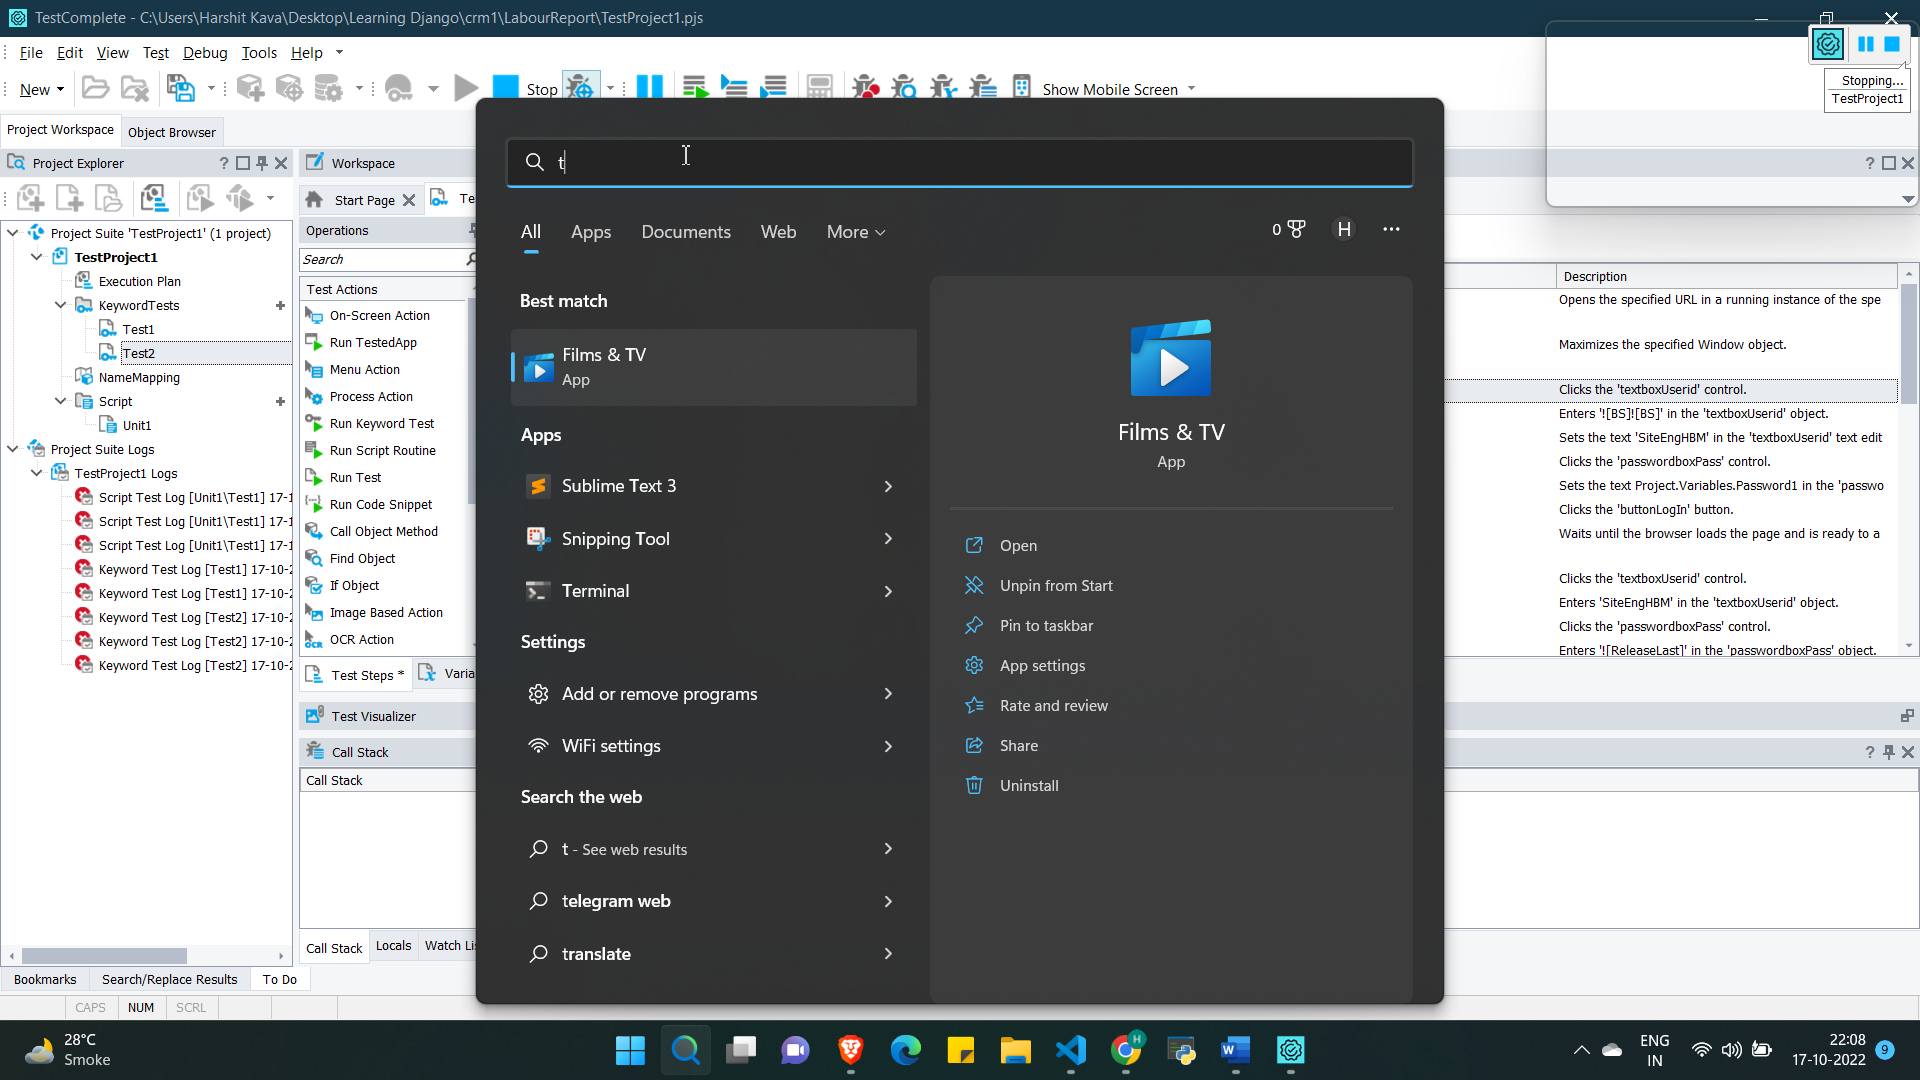 TestComplete - C:\Users\Harshit Kava\Desktop\Learning Django\crm1\LabourReport\TestProject1.pjs
File Edit View Test Debug Tools Help
Stopping...
TestProject1
New Stop Show Mobile Screen
Project Workspace Object Browser
Project Explorer
Workspace
Start Page Te
Operations
Search
Test Actions
On-Screen Action
Run TestedApp
Menu Action
Process Action
Run Keyword Test
Run Script Routine
Run Test
Run Code Snippet
Call Object Method
Find Object
If Object
Image Based Action
OCR Action
Test Steps * Varia
Test Visualizer
Call Stack
Call Stack
Call Stack Locals Watch Li
Project Suite 'TestProject1' (1 project)
TestProject1
Execution Plan
KeywordTests
Test1
Test2
NameMapping
Script
Unit1
Project Suite Logs
TestProject1 Logs
Script Test Log [Unit1\Test1] 17-1
Script Test Log [Unit1\Test1] 17-1
Script Test Log [Unit1\Test1] 17-1
Keyword Test Log [Test1] 17-10-2
Keyword Test Log [Test1] 17-10-2
Keyword Test Log [Test2] 17-10-2
Keyword Test Log [Test2] 17-10-2
Keyword Test Log [Test2] 17-10-2
Bookmarks Search/Replace Results To Do
CAPS NUM SCRL
t
All Apps Documents Web More
0 H
Best match
Films & TV
App
Apps
Sublime Text 3
Snipping Tool
Terminal
Settings
Add or remove programs
WiFi settings
Search the web
t - See web results
telegram web
translate
Films & TV
App
Open
Unpin from Start
Pin to taskbar
App settings
Rate and review
Share
Uninstall
Description
Opens the specified URL in a running instance of the spe
Maximizes the specified Window object.
Clicks the 'textboxUserid' control.
Enters '![BS]![BS]' in the 'textboxUserid' object.
Sets the text 'SiteEngHBM' in the 'textboxUserid' text edit
Clicks the 'passwordboxPass' control.
Sets the text Project.Variables.Password1 in the 'passwo
Clicks the 'buttonLogIn' button.
Waits until the browser loads the page and is ready to a
Clicks the 'textboxUserid' control.
Enters 'SiteEngHBM' in the 'textboxUserid' object.
Clicks the 'passwordboxPass' control.
Enters '![ReleaseLast]' in the 'passwordboxPass' object.
28°C
Smoke
H
ENG
IN
22:08
17-10-2022
9